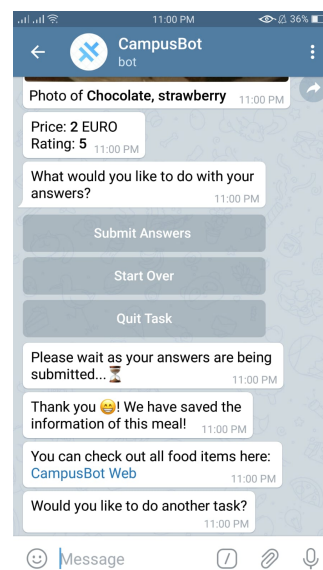 11:00 PM
36%
CampusBot
bot
Photo of Chocolate, strawberry 11:00 PM
Price: 2 EURO
Rating: 5 11:00 PM
What would you like to do with your
answers?
11:00 PM
Submit Answers
Start Over
Quit Task
Please wait as your answers are being
submitted...⏳
11:00 PM
Thank you 😁! We have saved the
information of this meal! 11:00 PM
You can check out all food items here:
CampusBot Web 11:00 PM
Would you like to do another task?
11:00 PM
Message